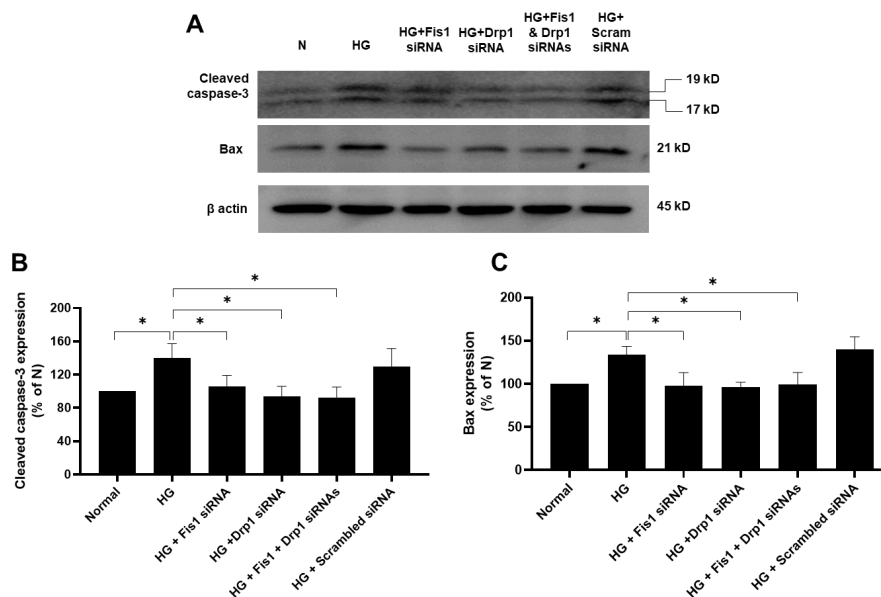 A
N
HG
HG+Fis1
siRNA
HG+Drp1
siRNA
HG+Fis1
& Drp1
siRNAs
HG+
Scram
siRNA
Cleaved
caspase-3
19 kD
17 kD
Bax
21 kD
β actin
45 kD
B
Cleaved caspase-3 expression
(% of N)
200
160
120
80
40
0
*
*
*
*
Normal
HG
HG + Fis1 siRNA
HG +Drp1 siRNA
HG + Fis1 + Drp1 siRNAs
HG + Scrambled siRNA
C
Bax expression
(% of N)
200
150
100
50
0
*
*
*
*
Normal
HG
HG + Fis1 siRNA
HG +Drp1 siRNA
HG + Fis1 + Drp1 siRNAs
HG + Scrambled siRNA